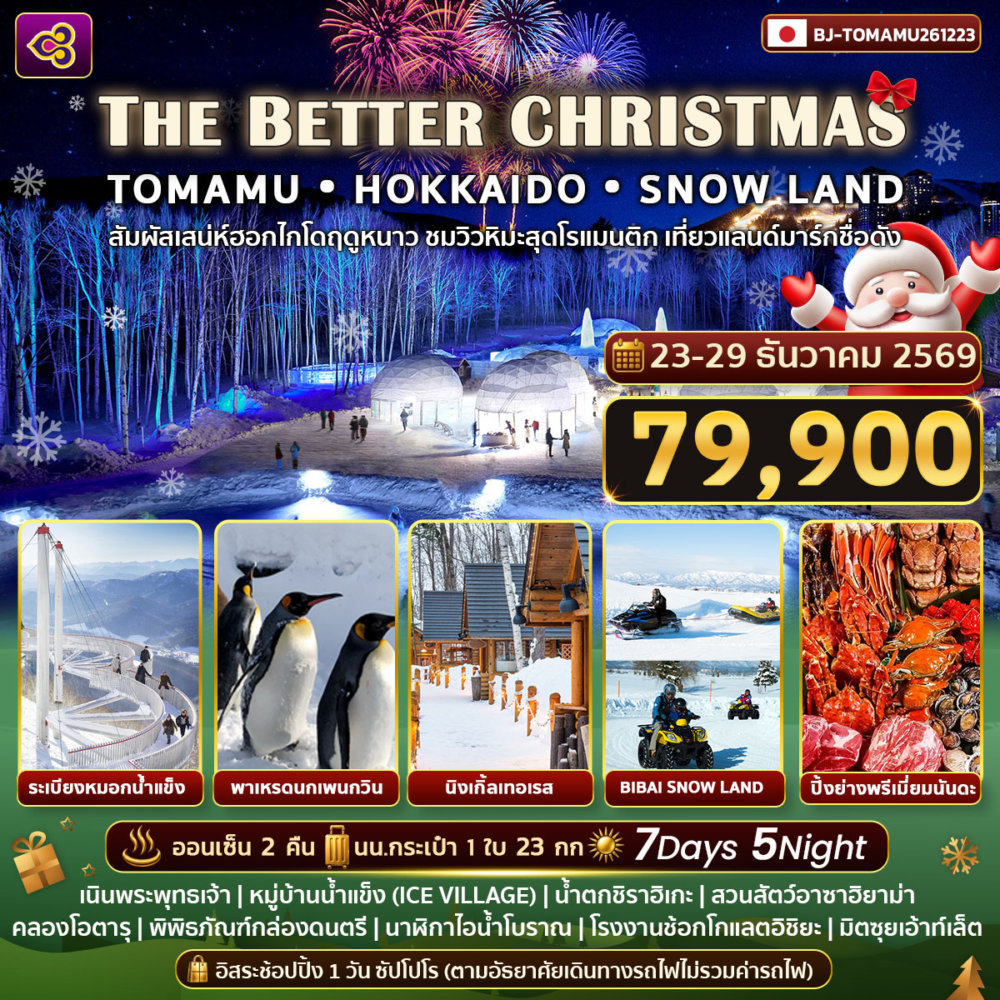 BJ-TOMAMU261223
THE BETTER CHRISTMAS
TOMAMU • HOKKAIDO • SNOW LAND
สัมผัสเสน่ห์ฮอกไกโดฤดูหนาว ชมวิวหิมะสุดโรแมนติก เที่ยวแลนด์มาร์กชื่อดัง
23-29 ธันวาคม 2569
79,900
ระเบียงหมอกน้ำแข็ง
พาเหรดนกเพนกวิน
นิงเกิ้ลเทอเรส
BIBAI SNOW LAND
ปิ้งย่างพรีเมี่ยมนันดะ
ออนเซ็น 2 คืน นน.กระเป๋า 1 ใบ 23 กก 7Days 5Night
เนินพระพุทธเจ้า | หมู่บ้านน้ำแข็ง (ICE VILLAGE) | น้ำตกชิราฮิเกะ | สวนสัตว์อาซาฮิยาม่า
คลองโอตารุ | พิพิธภัณฑ์กล่องดนตรี | นาฬิกาไอน้ำโบราณ | โรงงานช้อกโกแลตอิชิยะ | มิตซุยเอ้าท์เล็ต
อิสระช้อปปิ้ง 1 วัน ซัปโปโร (ตามอัธยาศัยเดินทางรถไฟไม่รวมค่ารถไฟ)